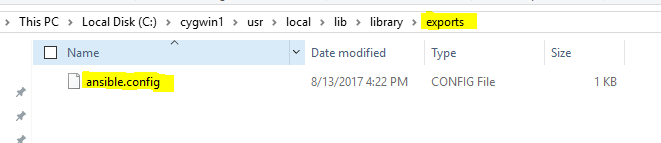 This PC > Local Disk (C:) > cygwin1 > usr > local > lib > library > exports
Name Date modified Type Size
ansible.config 8/13/2017 4:22 PM CONFIG File 1 KB